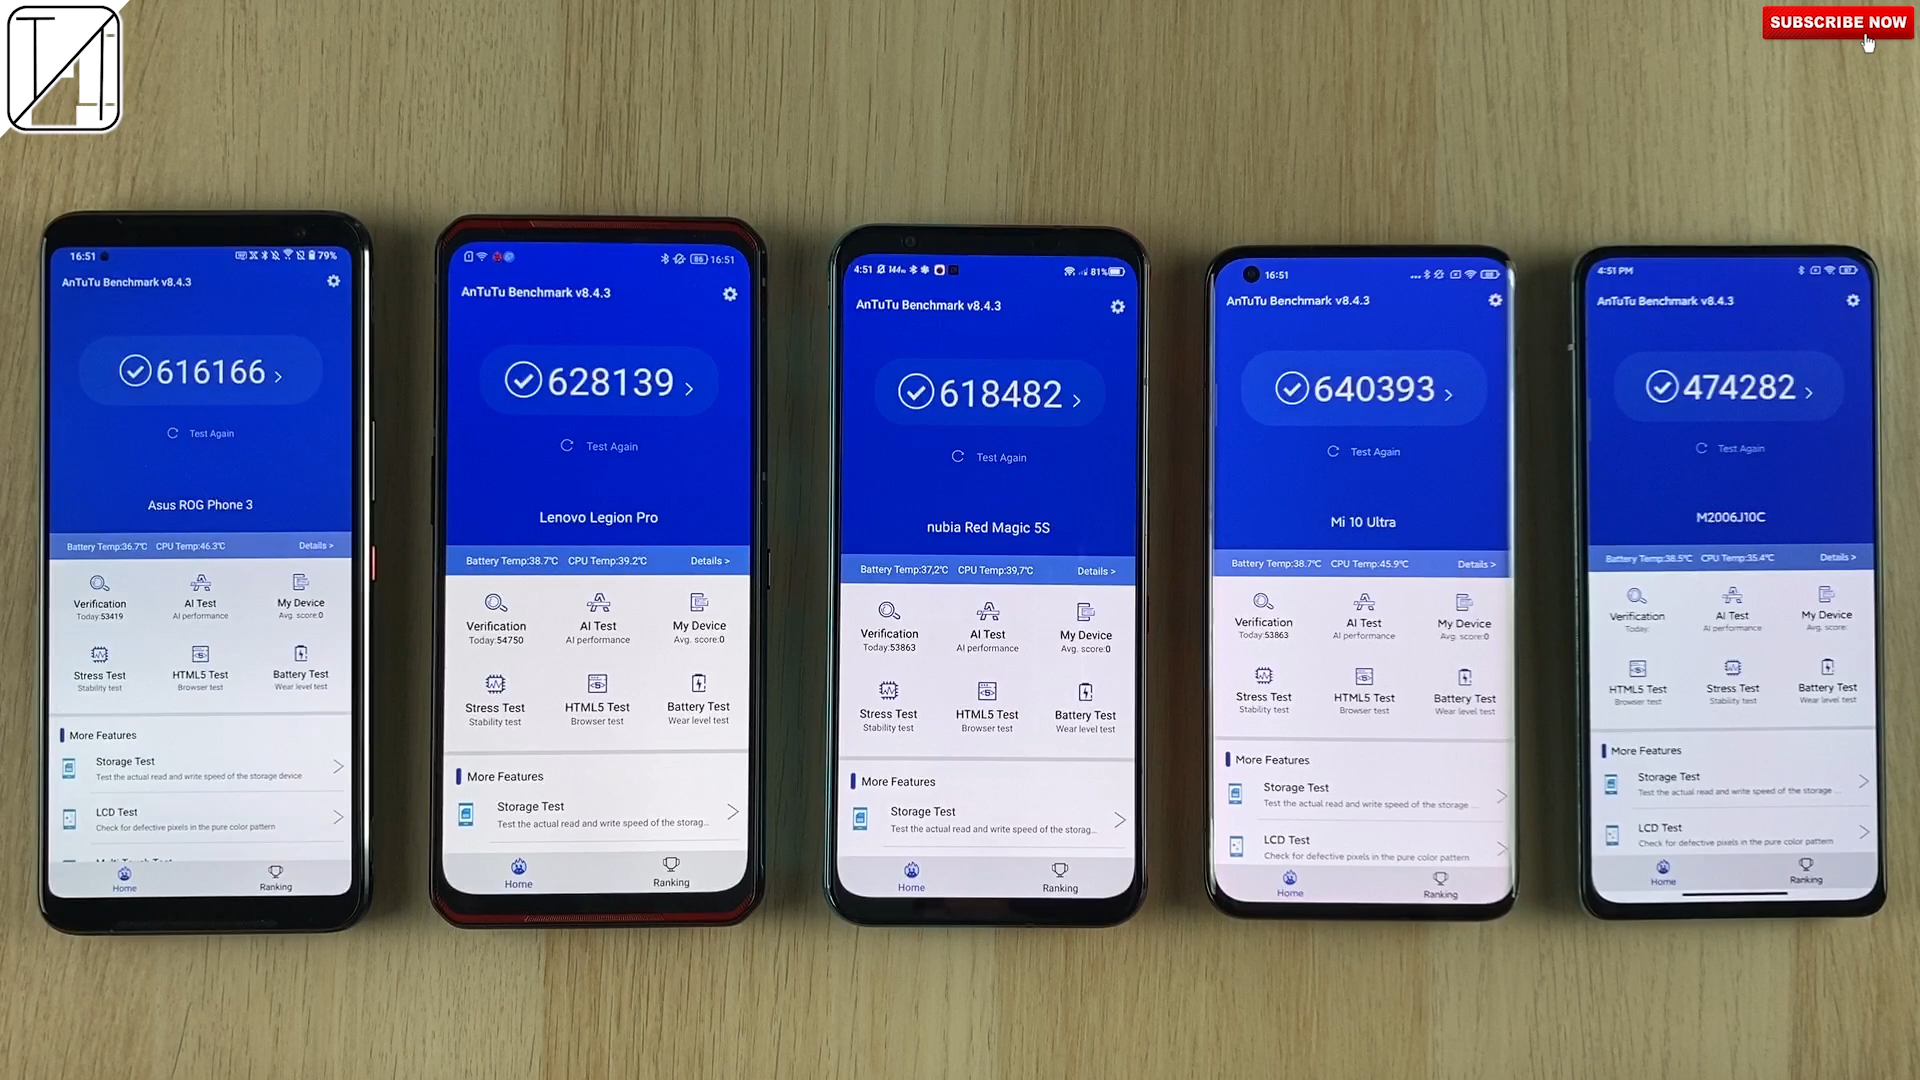 SUBSCRIBE NOW
16:51
79%
AnTuTu Benchmark v8.4.3
616166
Test Again
Asus ROG Phone 3
Battery Temp:36.7℃ CPU Temp:46.3℃ Details >
Verification AI Test My Device
Today:53419 AI performance Avg. score:0
Stress Test HTML5 Test Battery Test
Stability test Browser test Wear level test
More Features
Storage Test
Test the actual read and write speed of the storage device
LCD Test
Check for defective pixels in the pure color pattern
Multi Touch Test
Home Ranking
86 16:51
AnTuTu Benchmark v8.4.3
628139
Test Again
Lenovo Legion Pro
Battery Temp:38.7℃ CPU Temp:39.2℃ Details >
Verification AI Test My Device
Today:54750 AI performance Avg. score:0
Stress Test HTML5 Test Battery Test
Stability test Browser test Wear level test
More Features
Storage Test
Test the actual read and write speed of the storag...
Home Ranking
4:51 81%
AnTuTu Benchmark v8.4.3
618482
Test Again
nubia Red Magic 5S
Battery Temp:37,2℃ CPU Temp:39,7℃ Details >
Verification AI Test My Device
Today:53863 AI performance Avg. score:0
Stress Test HTML5 Test Battery Test
Stability test Browser test Wear level test
More Features
Storage Test
Test the actual read and write speed of the storag...
Home Ranking
16:51
AnTuTu Benchmark v8.4.3
640393
Test Again
Mi 10 Ultra
Battery Temp:38.7℃ CPU Temp:45.9℃ Details >
Verification AI Test My Device
Today:53863 AI performance Avg. score:0
Stress Test HTML5 Test Battery Test
Stability test Browser test Wear level test
More Features
Storage Test
Test the actual read and write speed of the storage ...
LCD Test
Check for defective pixels in the pure color pattern
Home Ranking
4:51 PM
AnTuTu Benchmark v8.4.3
474282
Test Again
M2006J10C
Battery Temp:38.5℃ CPU Temp:35.4℃ Details >
Verification AI Test My Device
Today: AI performance Avg. score:
HTML5 Test Stress Test Battery Test
Browser test Stability test Wear level test
More Features
Storage Test
Test the actual read and write speed of the storage ...
LCD Test
Check for defective pixels in the pure color pattern
Home Ranking